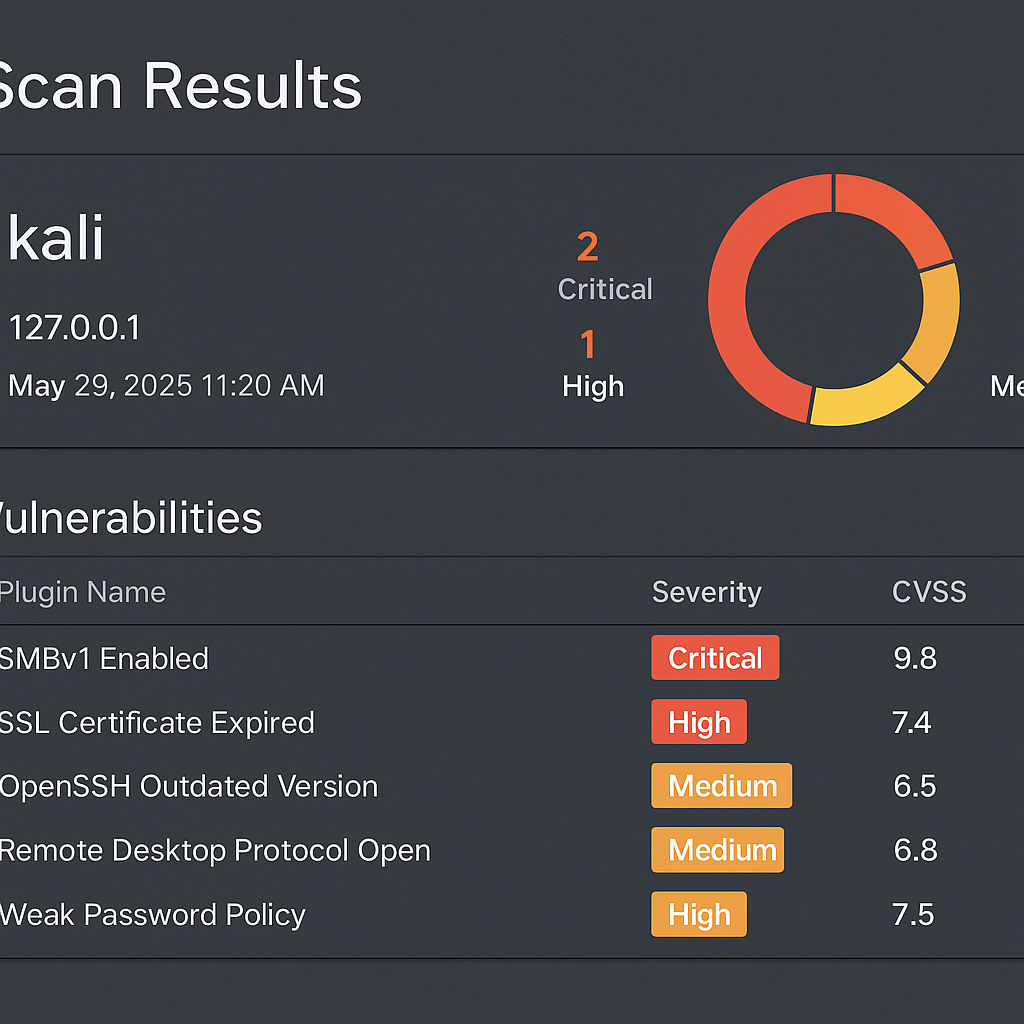 Scan Results
kali
127.0.0.1
May 29, 2025 11:20 AM
2
Critical
1
High
Me
Vulnerabilities
Plugin Name Severity CVSS
SMBv1 Enabled Critical 9.8
SSL Certificate Expired High 7.4
OpenSSH Outdated Version Medium 6.5
Remote Desktop Protocol Open Medium 6.8
Weak Password Policy High 7.5